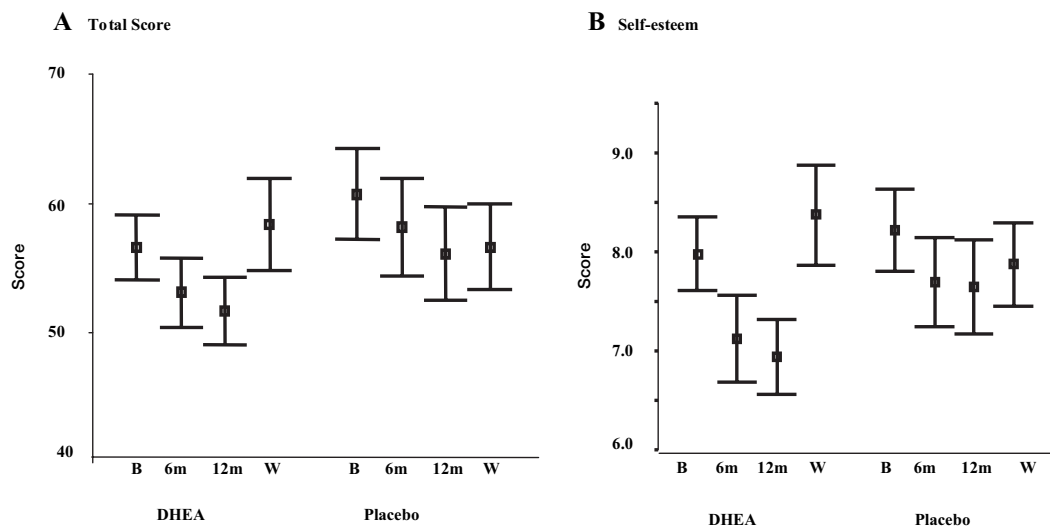 A Total Score
70
60
50
40
Score
B 6m 12m W B 6m 12m W
DHEA Placebo
B Self-esteem
9.0
8.0
7.0
6.0
Score
B 6m 12m W B 6m 12m W
DHEA Placebo